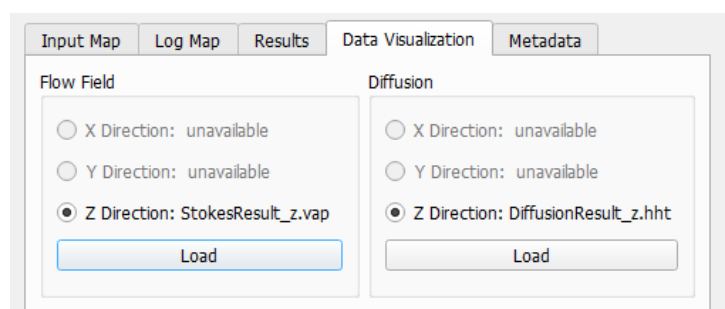 Input Map Log Map Results Data Visualization Metadata
Flow Field
X Direction: unavailable
Y Direction: unavailable
Z Direction: StokesResult_z.vap
Load
Diffusion
X Direction: unavailable
Y Direction: unavailable
Z Direction: DiffusionResult_z.hht
Load